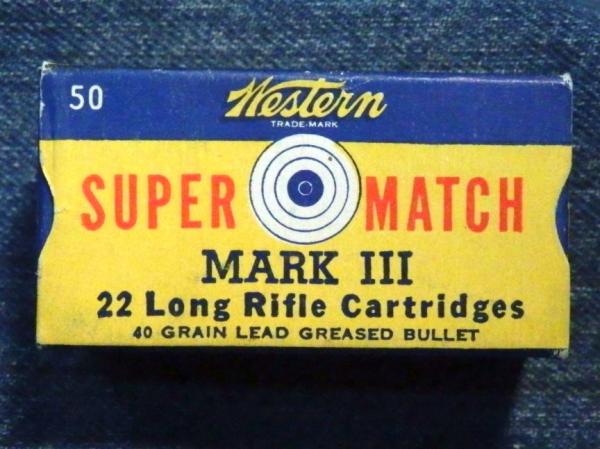 50
Western
TRADE-MARK
SUPER MATCH
MARK III
22 Long Rifle Cartridges
40 GRAIN LEAD GREASED BULLET